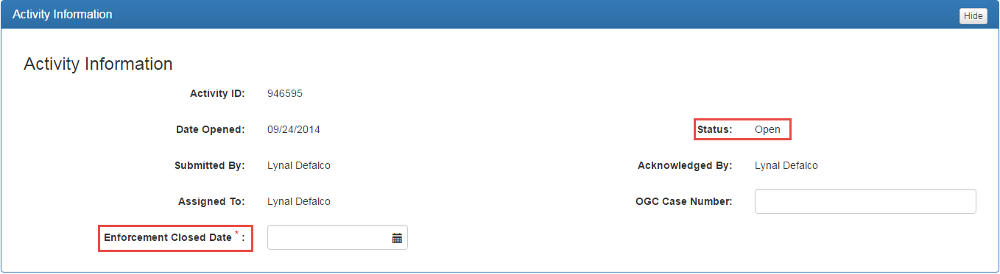 Activity Information
Hide
Activity Information
Activity ID: 946595
Date Opened: 09/24/2014 Status: Open
Submitted By: Lynal Defalco Acknowledged By: Lynal Defalco
Assigned To: Lynal Defalco OGC Case Number:
Enforcement Closed Date * :